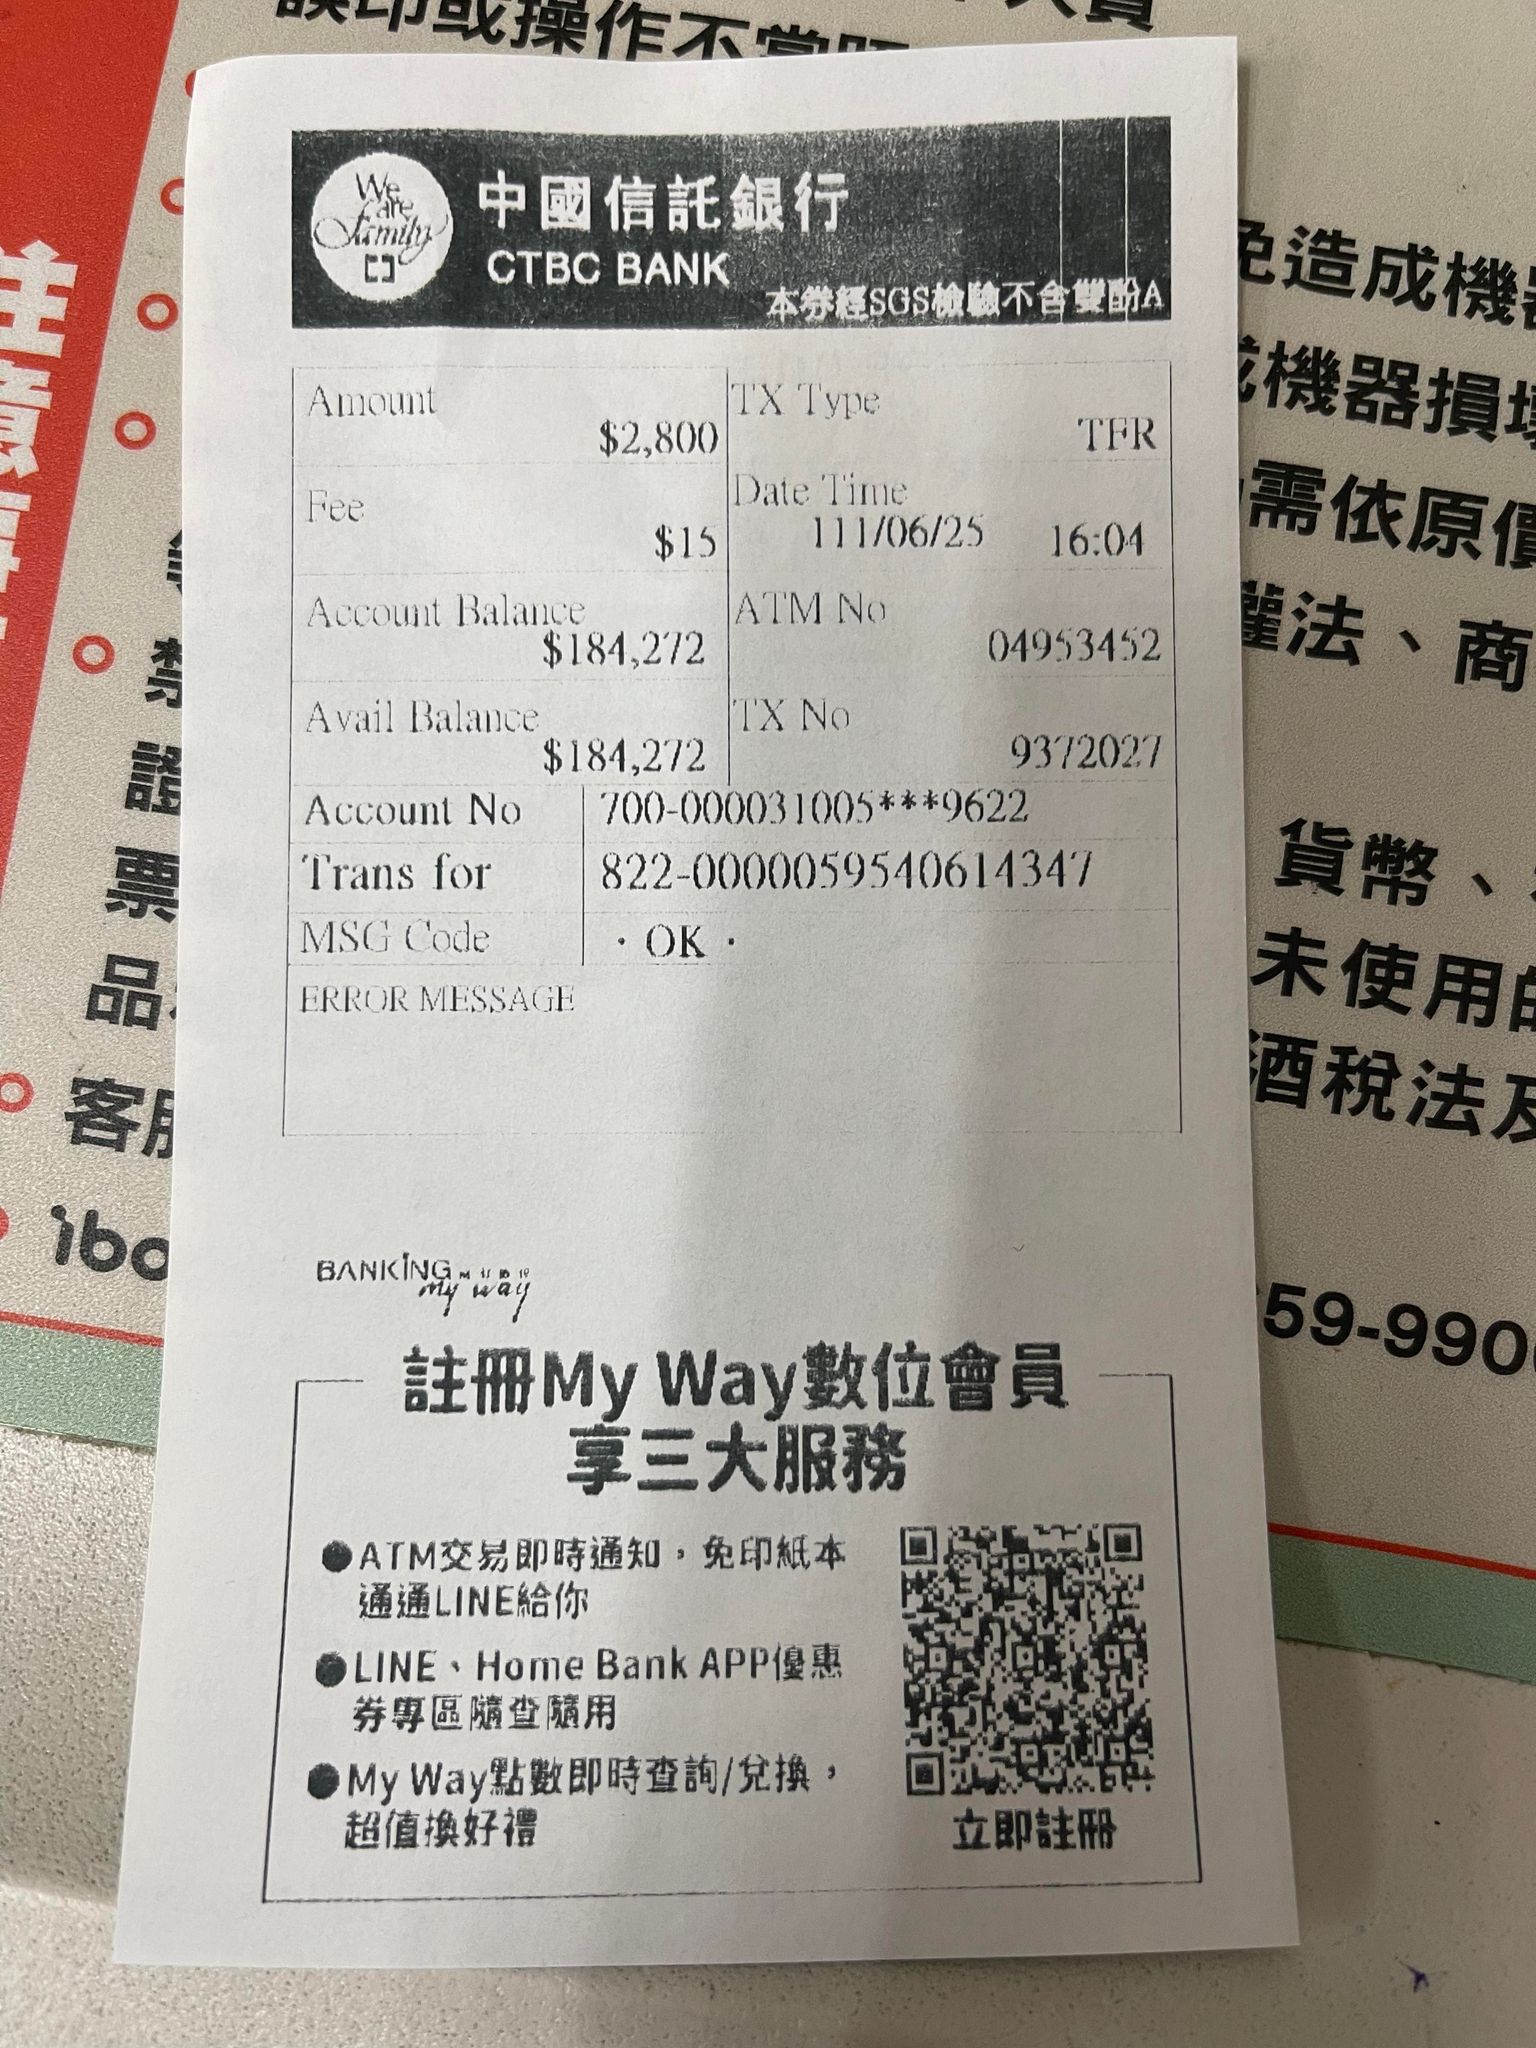 誤印或操作不當
We
are
family
中國信託銀行
CTBC BANK
本券經SGS檢驗不含雙酚A
Amount
$2,800
TX Type
TFR
Fee
$15
Date Time
111/06/25 16:04
Account Balance
$184,272
ATM No
04953452
Avail Balance
$184,272
TX No
9372027
Account No 700-000031005***9622
Trans for 822-0000059540614347
MSG Code ·OK·
ERROR MESSAGE
BANKING
My way
註冊My Way數位會員
享三大服務
●ATM交易即時通知,免印紙本
通通LINE給你
●LINE、Home Bank APP優惠
券專區隨查隨用
●My Way點數即時查詢/兌換,
超值換好禮
立即註冊
注意事
免造成機器
成機器損壞
需依原價
權法、商
貨幣、
未使用的
酒稅法及
59-990
禁
證
票
品
客服
ibo